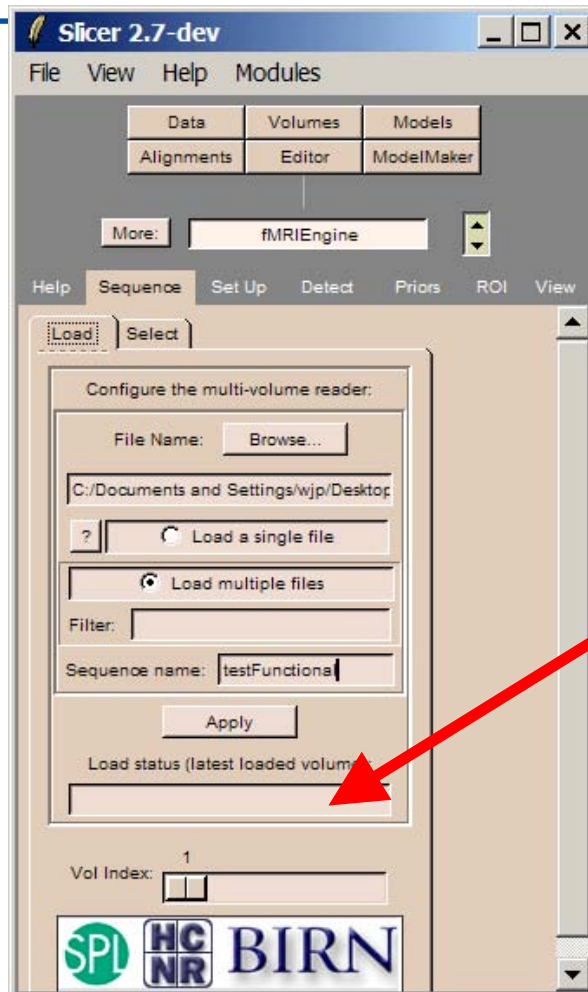 Slicer 2.7-dev
File View Help Modules
Data Volumes Models
Alignments Editor ModelMaker
More: fMRIEngine
Help Sequence Set Up Detect Priors ROI View
Load Select
Configure the multi-volume reader:
File Name: Browse...
C:/Documents and Settings/wjp/Desktop
? Load a single file
Load multiple files
Filter:
Sequence name: testFunctional
Apply
Load status (latest loaded volume):
1
Vol Index:
SPL HC NR BIRN